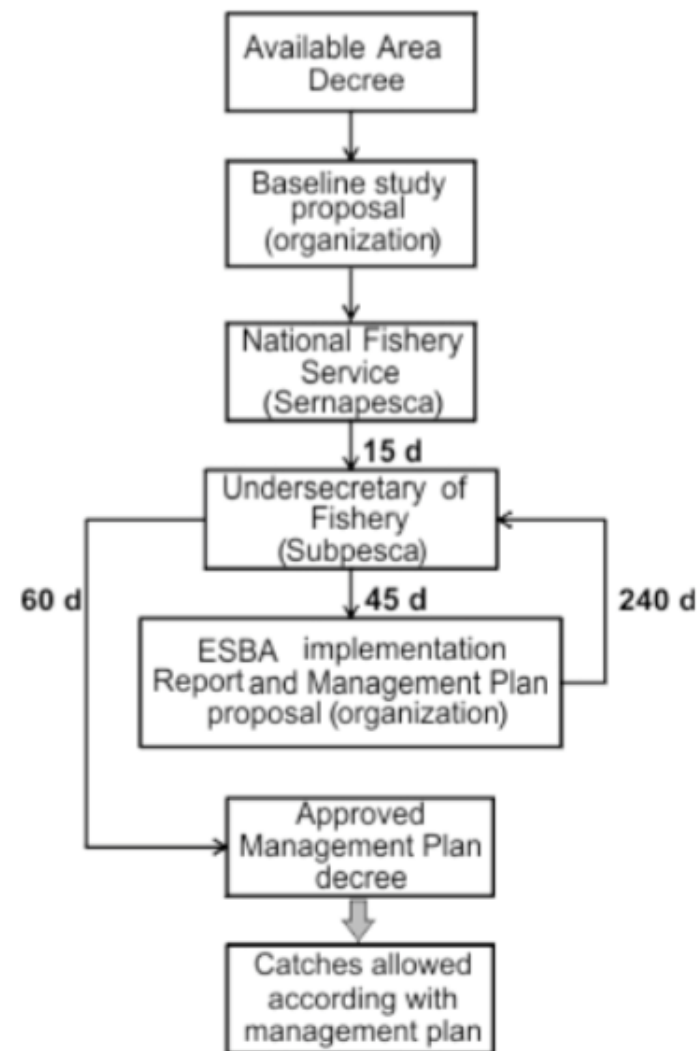 Available Area
Decree
Baseline study
proposal
(organization)
National Fishery
Service
(Sernapesca)
15 d
Undersecretary of
Fishery
(Subpesca)
60 d
45 d
240 d
ESBA implementation
Report and Management Plan
proposal (organization)
Approved
Management Plan
decree
Catches allowed
according with
management plan